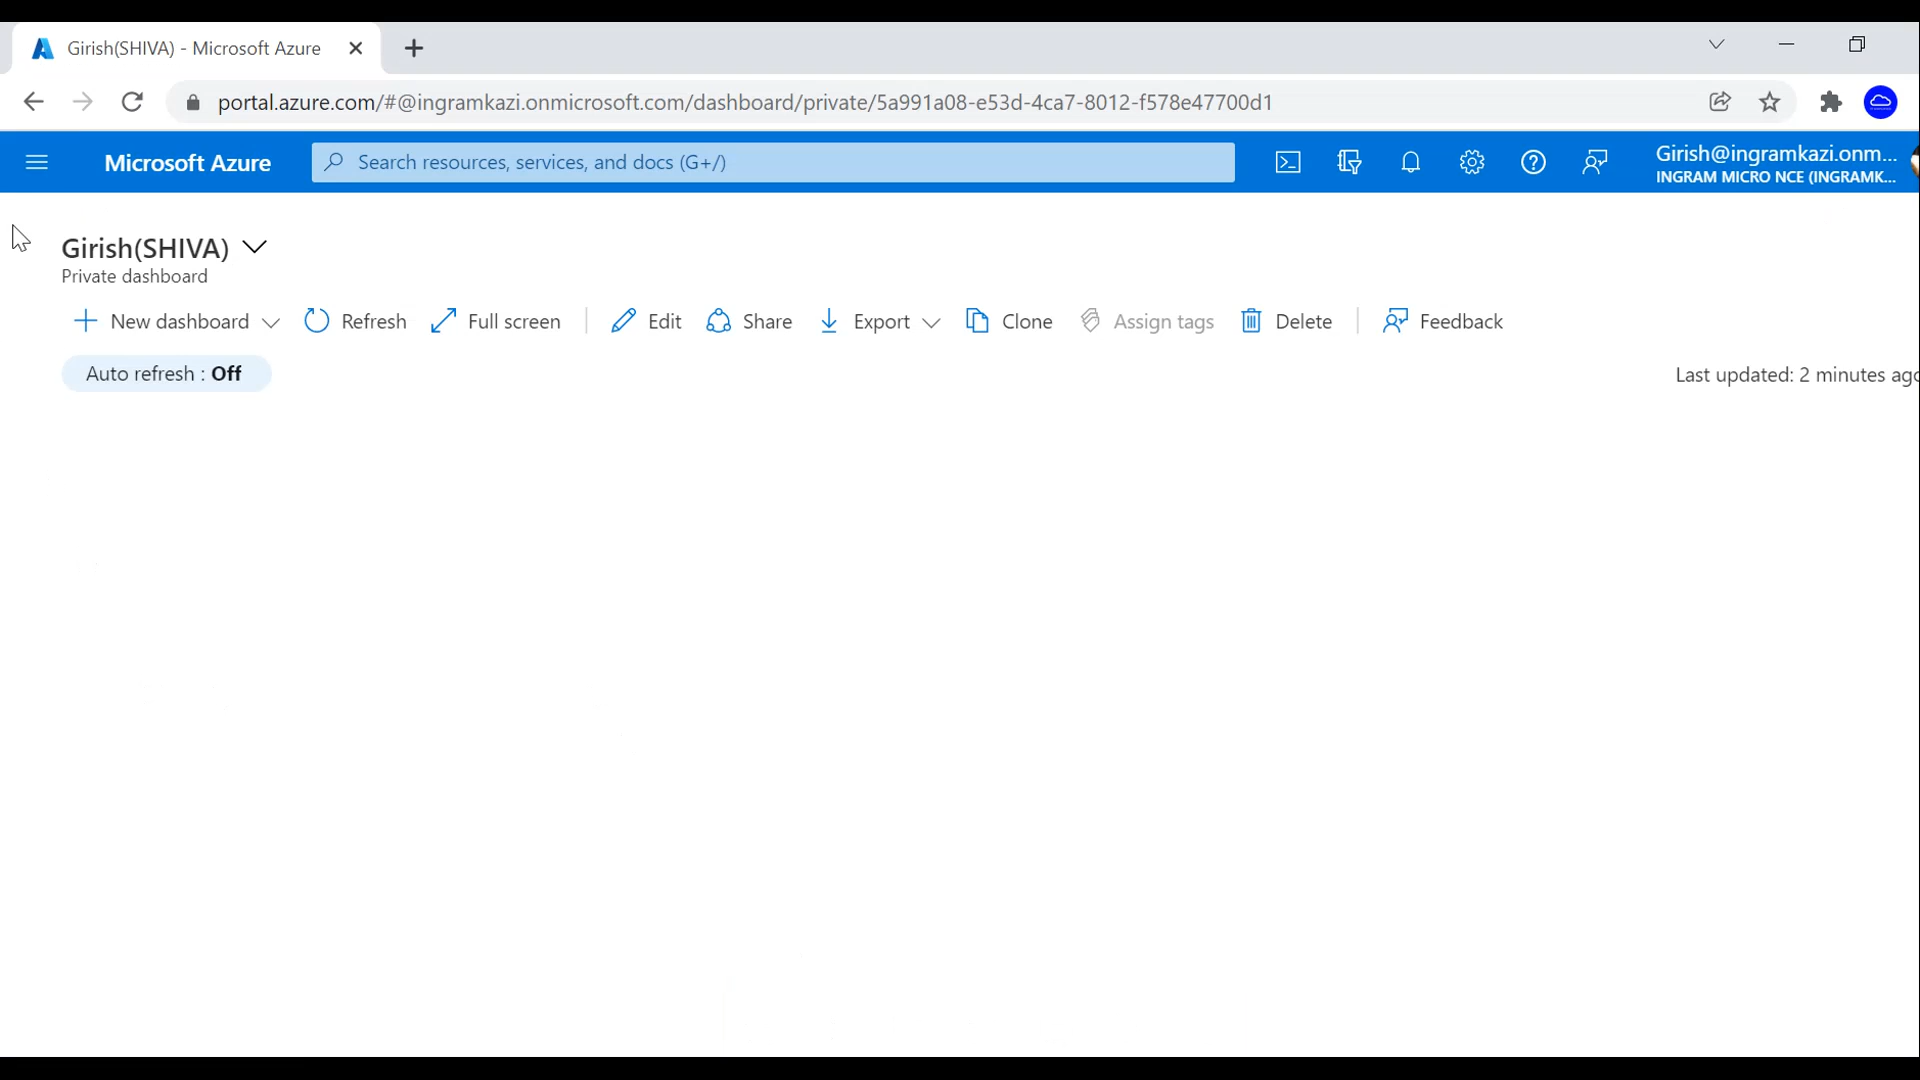 Girish(SHIVA) - Microsoft Azure
portal.azure.com/#@ingramkazi.onmicrosoft.com/dashboard/private/5a991a08-e53d-4ca7-8012-f578e47700d1
Microsoft Azure
Search resources, services, and docs (G+/)
Girish@ingramkazi.onm...
INGRAM MICRO NCE (INGRAMK...
Girish(SHIVA)
Private dashboard
New dashboard Refresh Full screen Edit Share Export Clone Assign tags Delete Feedback
Auto refresh : Off
Last updated: 2 minutes ago